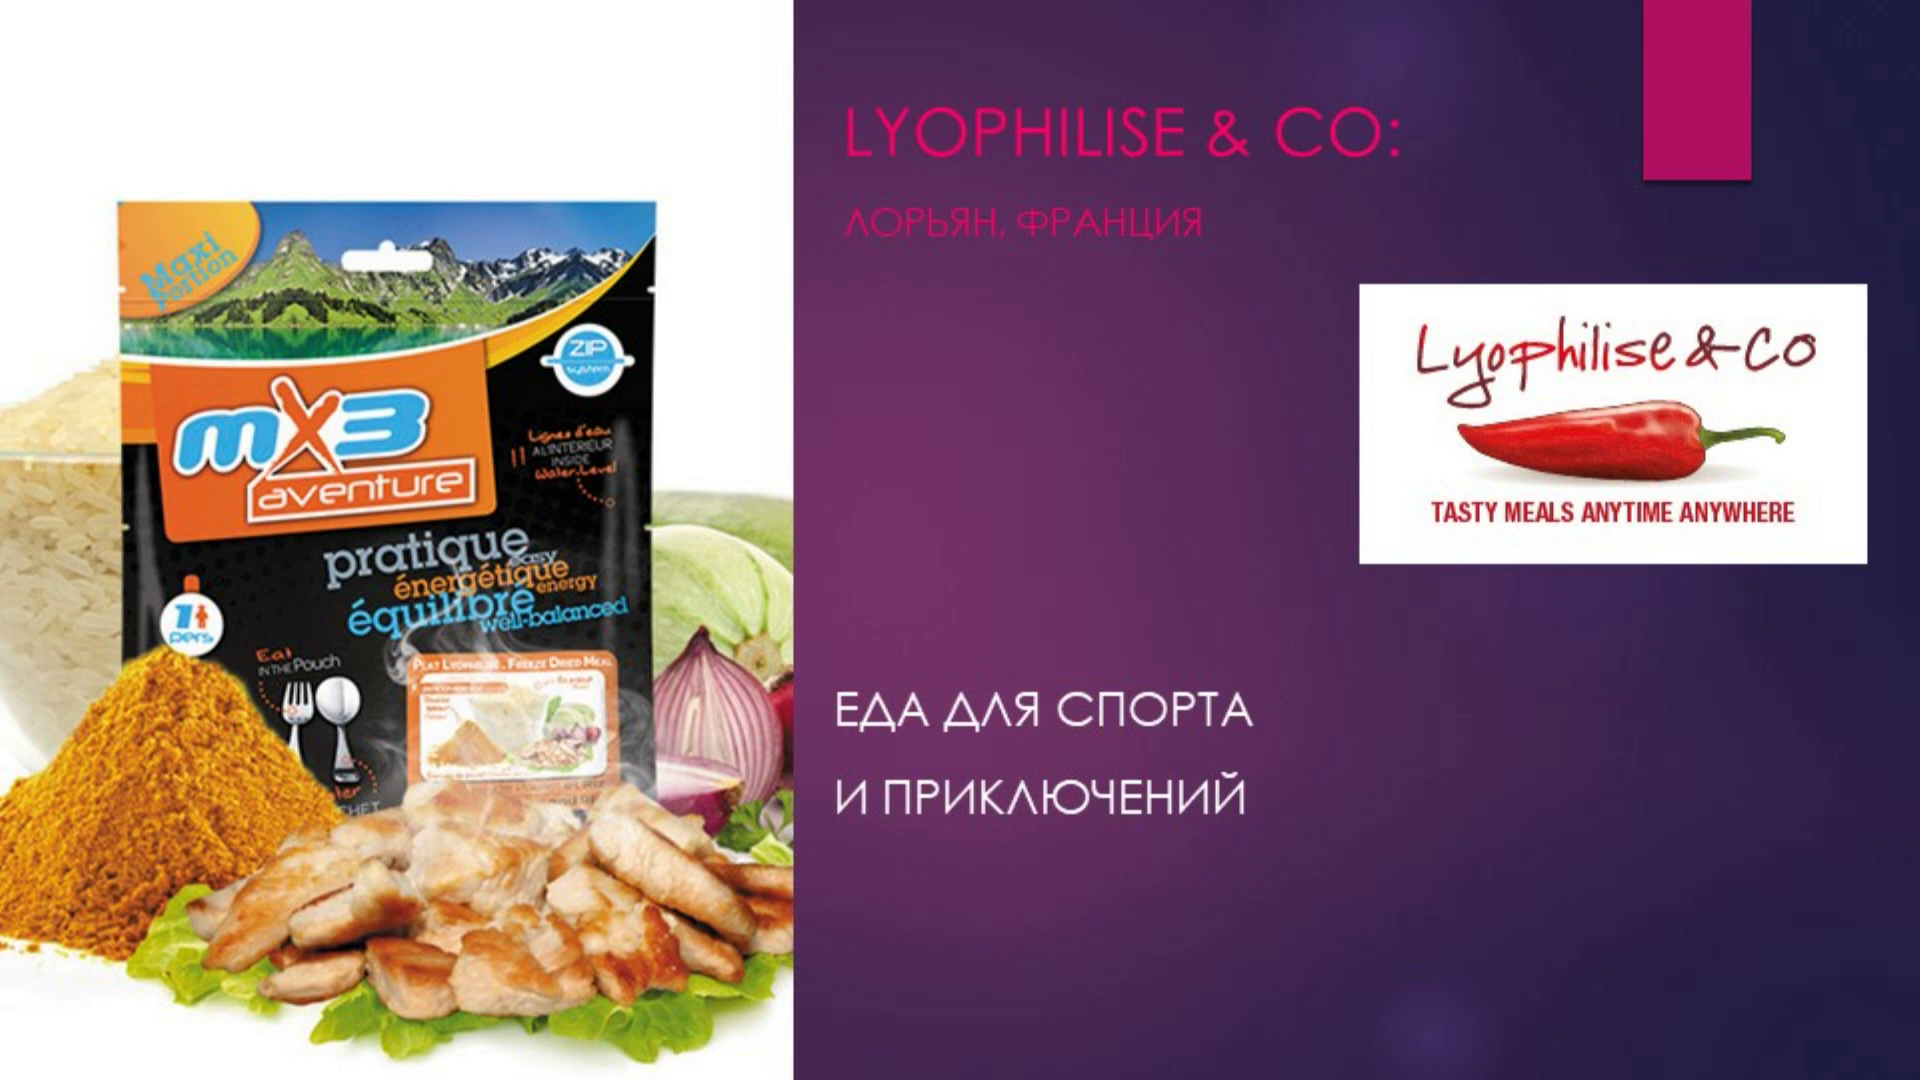 LYOPHILISE & CO:
ЛОРЬЯН, ФРАНЦИЯ
Lyophilise & Co
TASTY MEALS ANYTIME ANYWHERE
ЕДА ДЛЯ СПОРТА
И ПРИКЛЮЧЕНИЙ
Maxi
portion
ZIP
system
mx3
aventure
Lignes d'eau
A L'INTERIEUR
INSIDE
Water Level
pratique
easy
énergétique
energy
équilibré
well-balanced
1
pers
Eat
IN THE Pouch
PLAT LYOPHILISÉ . FREEZE DRIED MEAL